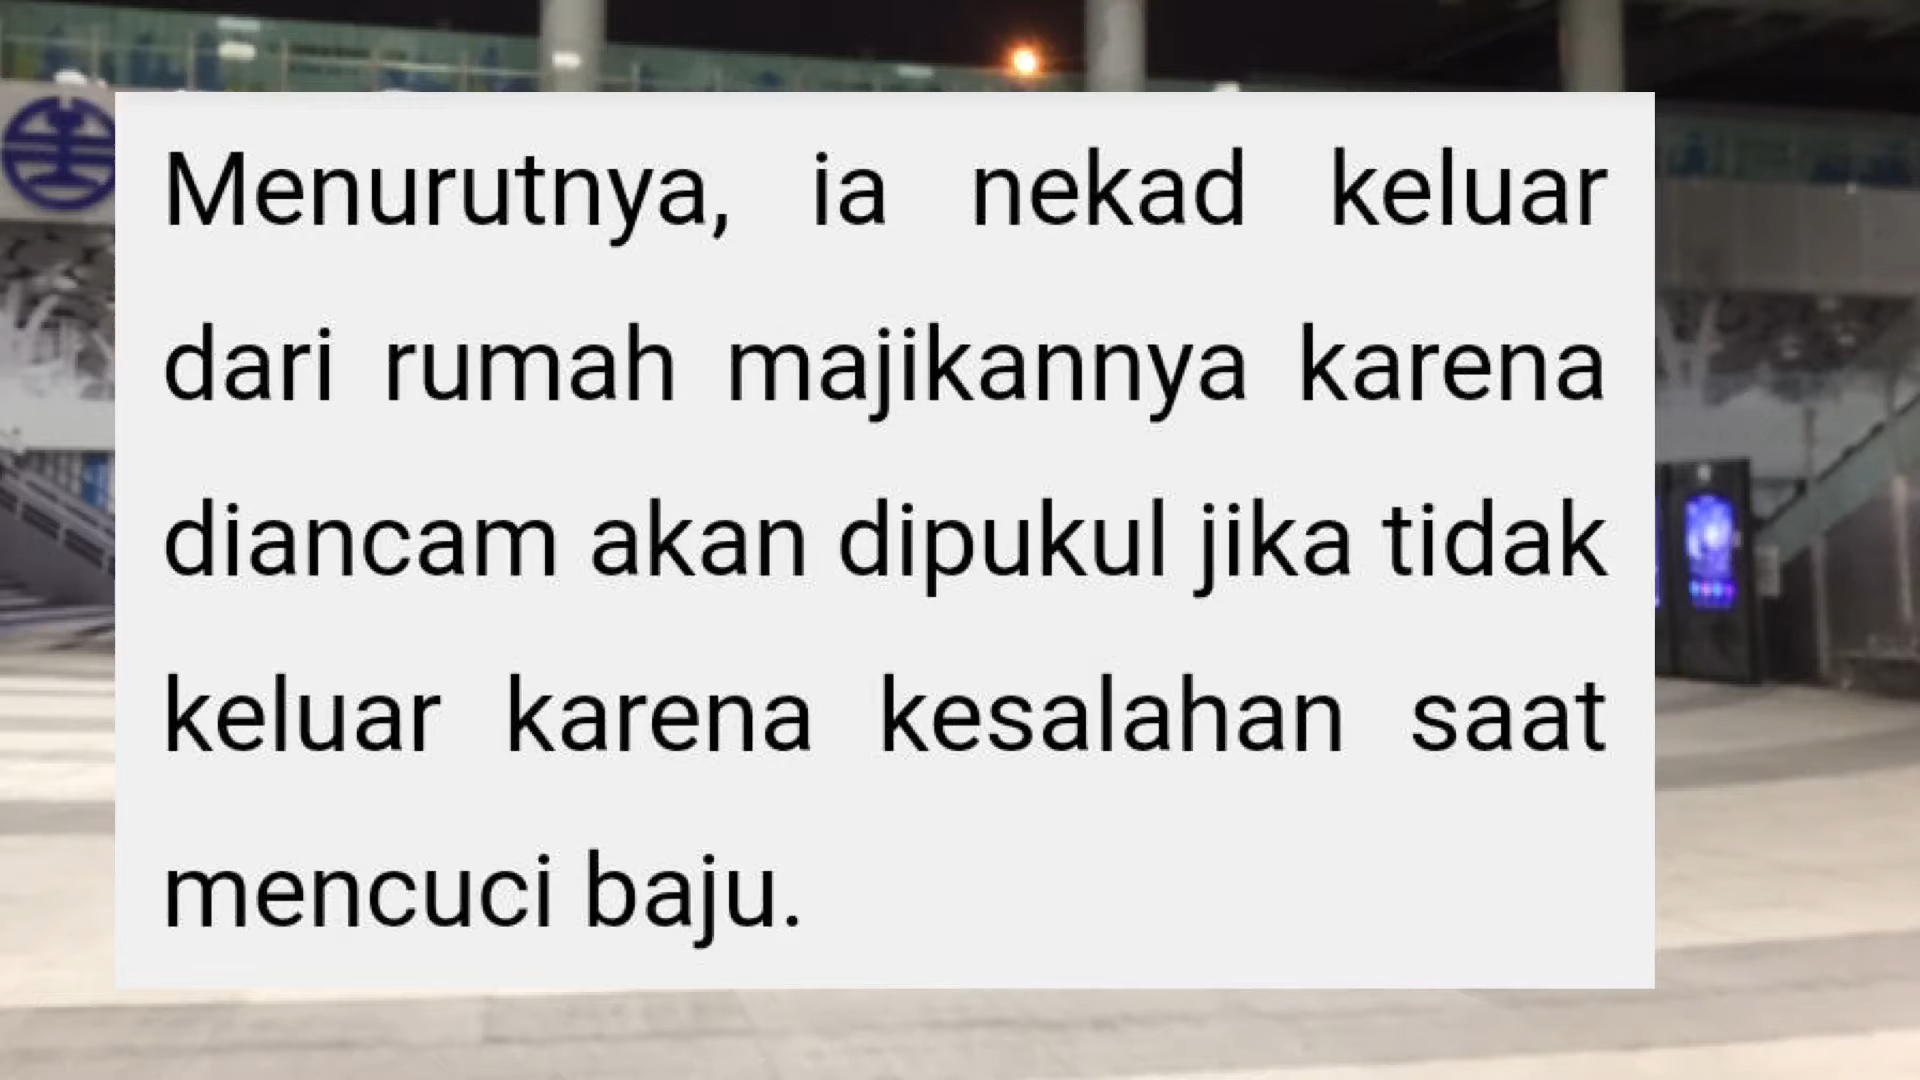 Menurutnya, ia nekad keluar
dari rumah majikannya karena
diancam akan dipukul jika tidak
keluar karena kesalahan saat
mencuci baju.